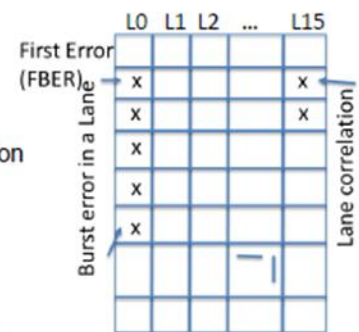 L0 L1 L2 ... L15
First Error
(FBER)
x x
x x
on
x
x
x
Burst error in a Lane
Lane correlation